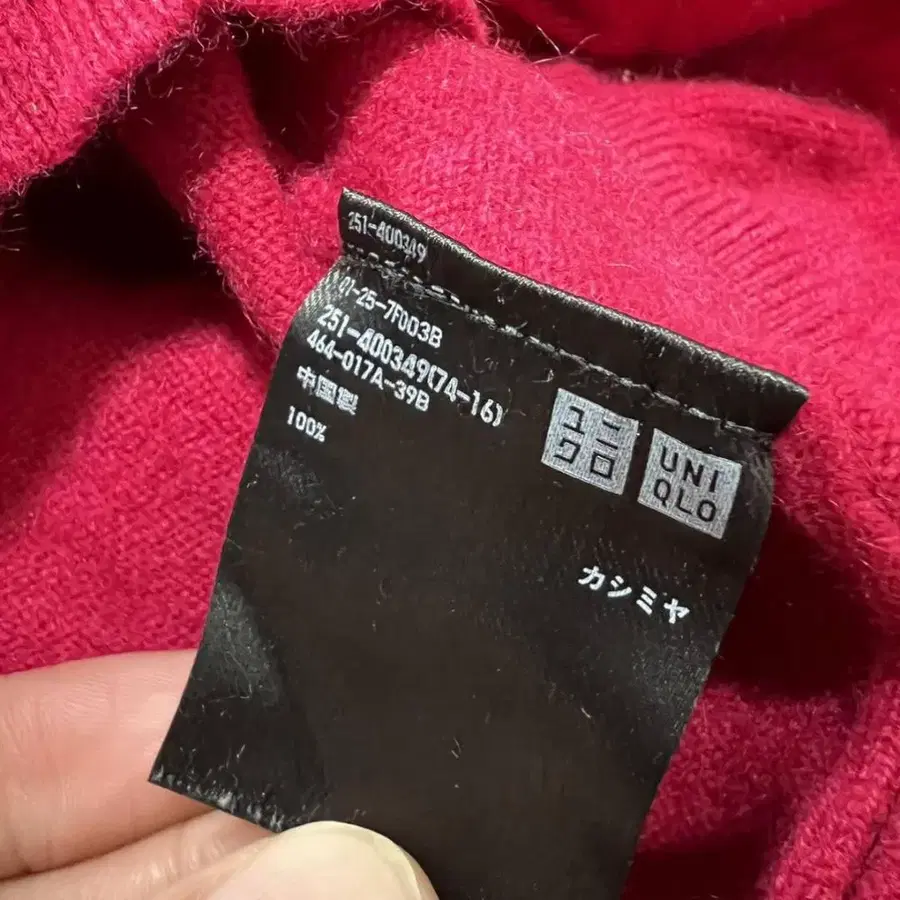 251-400349
01-25-7F003B
251-400349(74-16)
464-017A-39B
中国製
100%
ユニ
クロ
UNI
QLO
カシミヤ